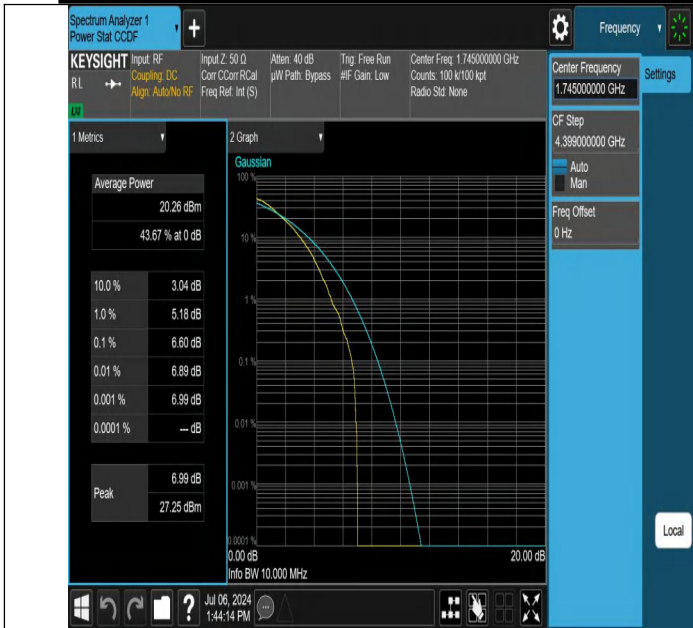 Spectrum Analyzer 1
Power Stat CCDF
+
Frequency
KEYSIGHT
RL
LXI
Input: RF
Coupling: DC
Align: Auto/No RF
Input Z: 50 Ω
Corr CCorr RCal
Freq Ref: Int (S)
Atten: 40 dB
µW Path: Bypass
Trig: Free Run
#IF Gain: Low
Center Freq: 1.745000000 GHz
Counts: 100 k/100 kpt
Radio Std: None
Center Frequency
1.745000000 GHz
Settings
CF Step
4.399000000 GHz
Auto
Man
Freq Offset
0 Hz
1 Metrics
Average Power
20.26 dBm
43.67 % at 0 dB
10.0 % 3.04 dB
1.0 % 5.18 dB
0.1 % 6.60 dB
0.01 % 6.89 dB
0.001 % 6.99 dB
0.0001 % --- dB
Peak
6.99 dB
27.25 dBm
2 Graph
Gaussian
100 %
10 %
1 %
0.1 %
0.01 %
0.001 %
0.0001 %
0.00 dB
20.00 dB
Info BW 10.000 MHz
Local
?
Jul 06, 2024
1:44:14 PM